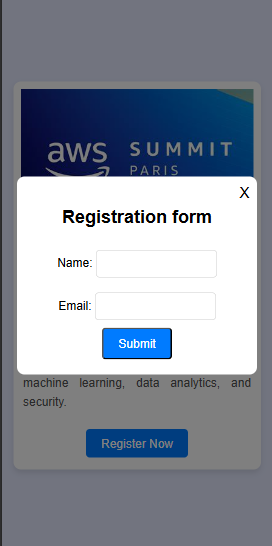 aws SUMMIT
PARIS
X
Registration form
Name:
Email:
Submit
machine learning, data analytics, and
security.
Register Now